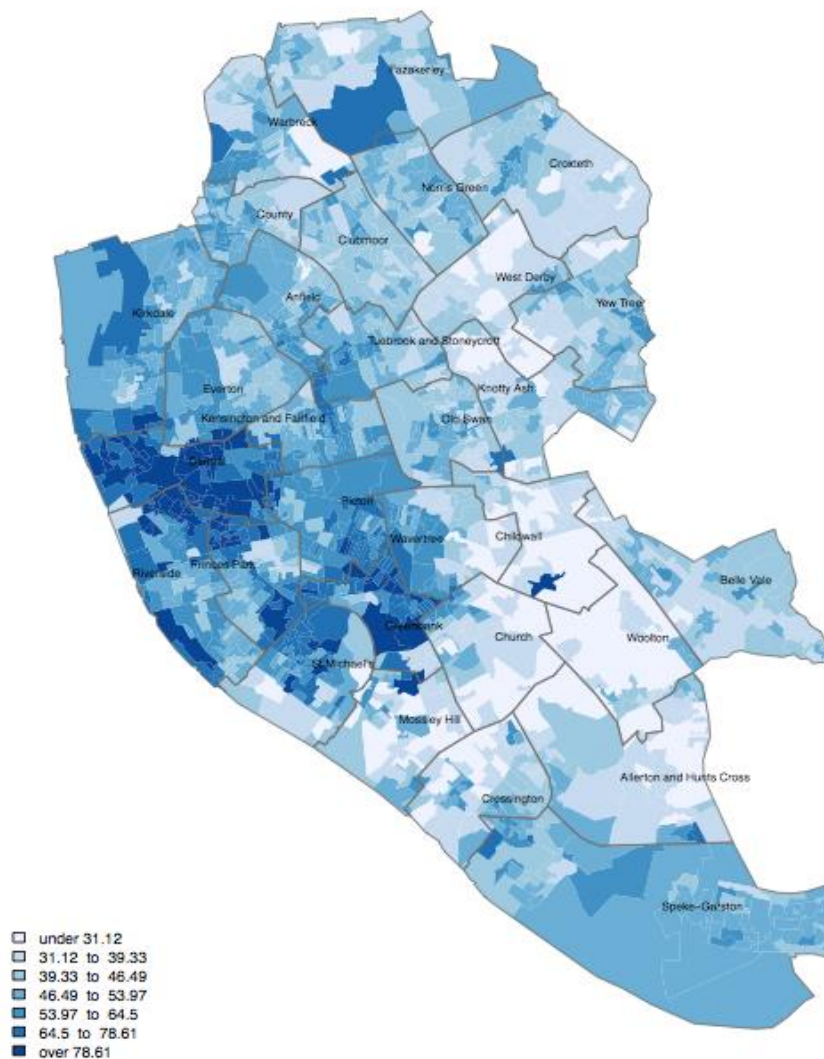 Fazakerley
Warbreck
Croxteth
Norris Green
County
Clubmoor
West Derby
Anfield
Yew Tree
Kirkdale
Tuebrook and Stoneycroft
Everton
Knotty Ash
Kensington and Fairfield
Old Swan
Central
Picton
Wavertree
Childwall
Riverside
Princes Park
Belle Vale
Greenbank
Church
Woolton
St Michael's
Mossley Hill
Allerton and Hunts Cross
Cressington
Speke-Garston
under 31.12
31.12 to 39.33
39.33 to 46.49
46.49 to 53.97
53.97 to 64.5
64.5 to 78.61
over 78.61